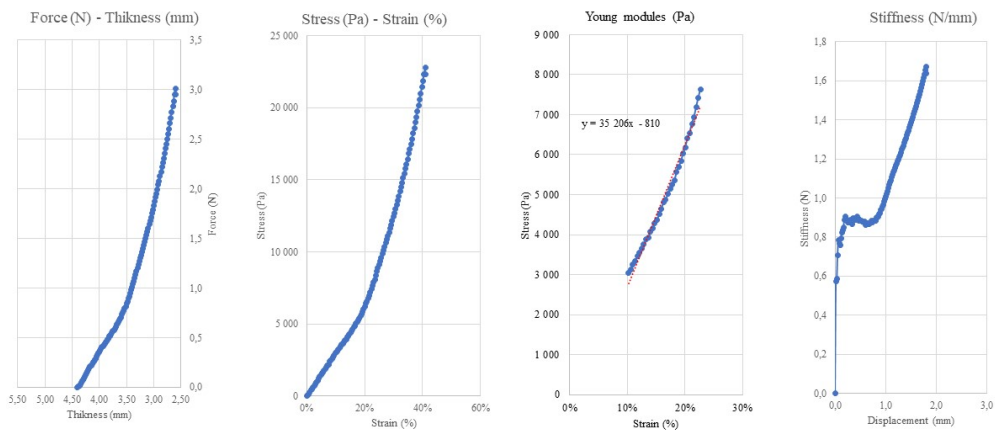 Force (N) - Thikness (mm)
3,5
3,0
2,5
2,0
1,5
1,0
0,5
0,0
Force (N)
5,50 5,00 4,50 4,00 3,50 3,00 2,50
Thikness (mm)
Stress (Pa) - Strain (%)
25 000
20 000
15 000
10 000
5 000
0
Stress (Pa)
0% 20% 40% 60%
Strain (%)
Young modules (Pa)
9 000
8 000
7 000
6 000
5 000
4 000
3 000
2 000
1 000
0
Stress (Pa)
y = 35 206x - 810
0% 10% 20% 30%
Strain (%)
Stiffness (N/mm)
1,8
1,6
1,4
1,2
1,0
0,8
0,6
0,4
0,2
0,0
Stiffness (N)
0,0 1,0 2,0 3,0
Displacement (mm)